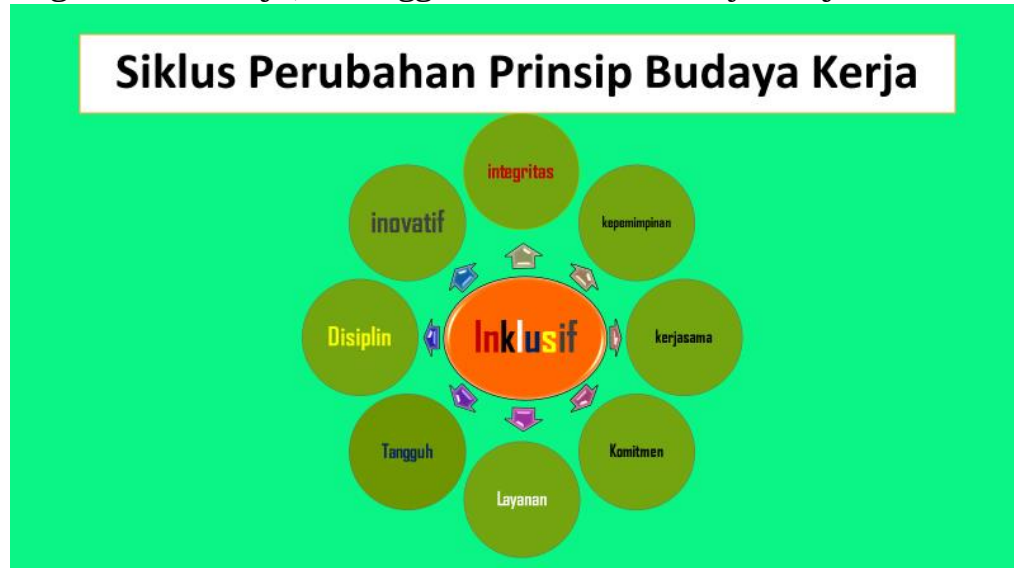 Siklus Perubahan Prinsip Budaya Kerja
integritas
kepemimpinan
kerjasama
Komitmen
Layanan
Tangguh
Disiplin
inovatif
Inklusif